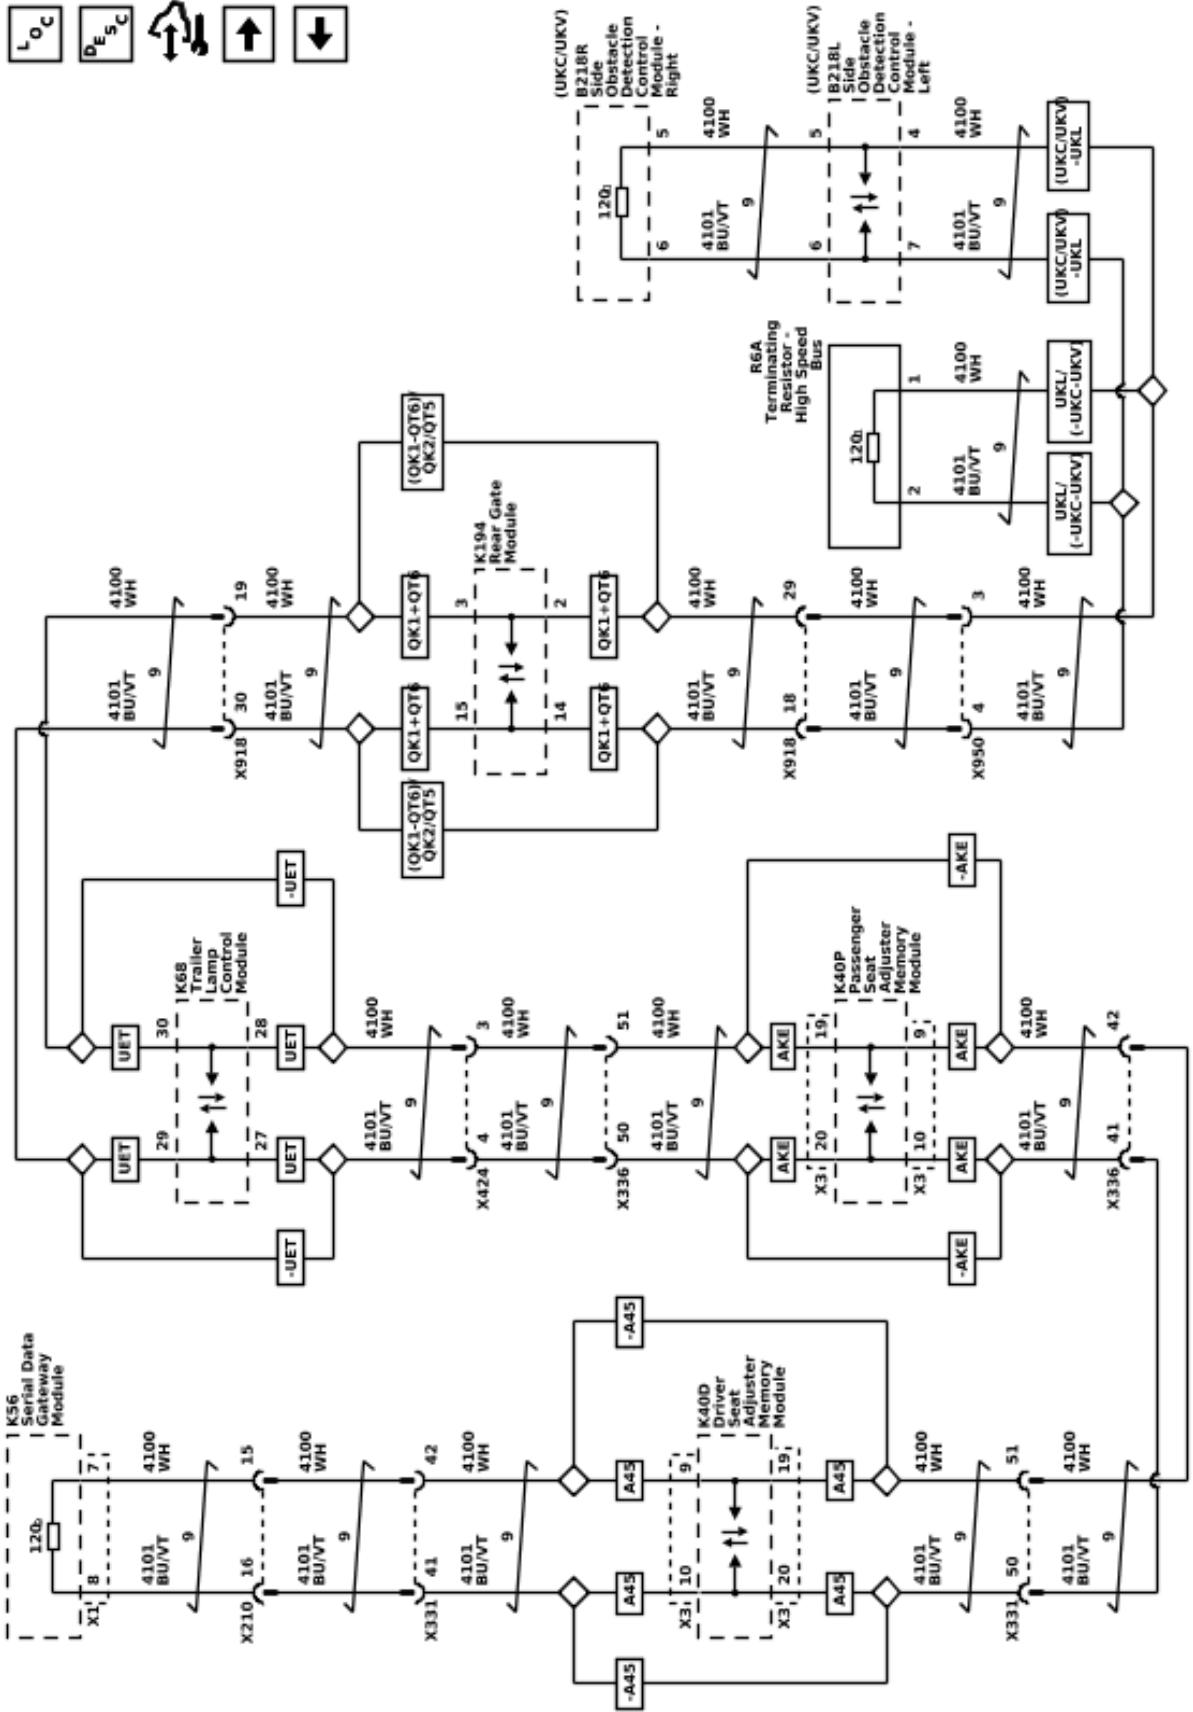 K56
Serial Data
Gateway
Module
120Ω
X1
8
7
4101
BU/VT
9
4100
WH
X210
16
15
4101
BU/VT
9
4100
WH
X331
41
42
4101
BU/VT
9
4100
WH
-A45
A45
A45
-A45
X3
10
9
K40D
Driver
Seat
Adjuster
Memory
Module
X3
20
19
A45
A45
4101
BU/VT
9
4100
WH
X331
50
51
4101
BU/VT
9
4100
WH
UET
UET
29
30
K68
Trailer
Lamp
Control
Module
27
28
-UET
UET
UET
-UET
4101
BU/VT
9
4100
WH
X424
4
3
4101
BU/VT
9
4100
WH
X336
50
51
4101
BU/VT
9
4100
WH
AKE
AKE
X3
20
19
K40P
Passenger
Seat
Adjuster
Memory
Module
X3
10
9
-AKE
AKE
AKE
-AKE
4101
BU/VT
9
4100
WH
X336
41
42
4101
BU/VT
9
4100
WH
X918
30
19
4101
BU/VT
9
4100
WH
(QK1-QT6)/
QK2/QT5
QK1+QT6
QK1+QT6
(QK1-QT6)/
QK2/QT5
15
3
K194
Rear Gate
Module
14
2
QK1+QT6
QK1+QT6
4101
BU/VT
9
4100
WH
X918
18
29
4101
BU/VT
9
4100
WH
X950
4
3
4101
BU/VT
9
4100
WH
R6A
Terminating
Resistor -
High Speed
Bus
120Ω
2
1
4101
BU/VT
9
4100
WH
UKL/
(-UKC-UKV)
UKL/
(-UKC-UKV)
(UKC/UKV)
B218R
Side
Obstacle
Detection
Control
Module -
Right
120Ω
6
5
4101
BU/VT
9
4100
WH
6
5
(UKC/UKV)
B218L
Side
Obstacle
Detection
Control
Module -
Left
7
4
4101
BU/VT
9
4100
WH
(UKC/UKV)
-UKL
(UKC/UKV)
-UKL
LOC
DESC